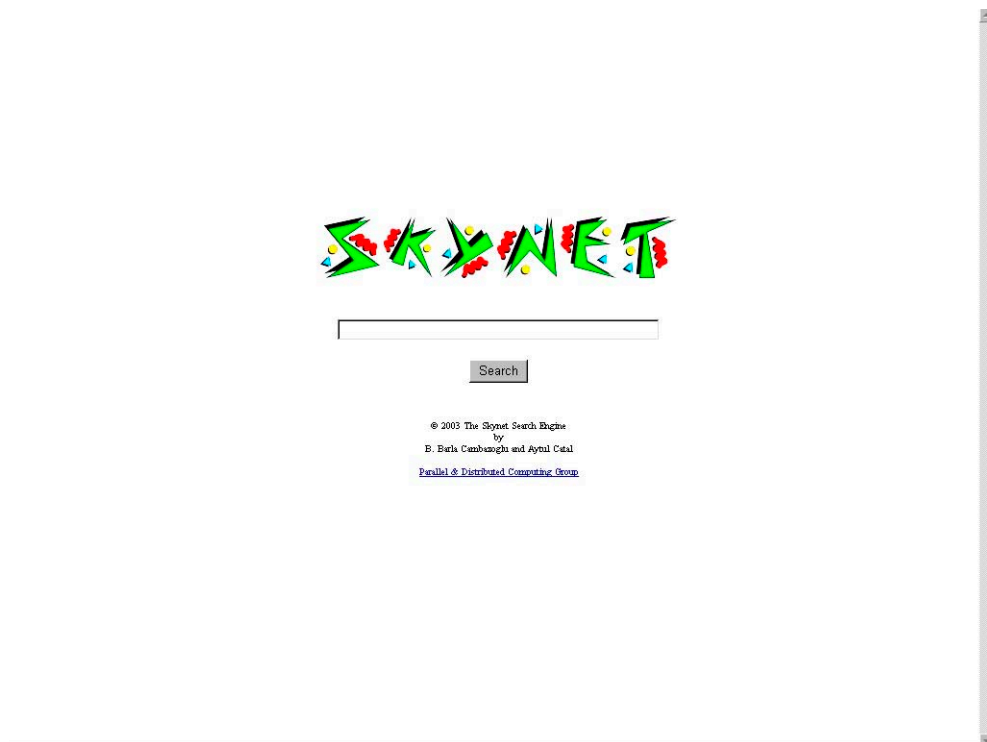 SKYNET
Search
© 2003 The Skynet Search Engine
by
B. Barla Cambazoglu and Aytul Catal
Parallel & Distributed Computing Group